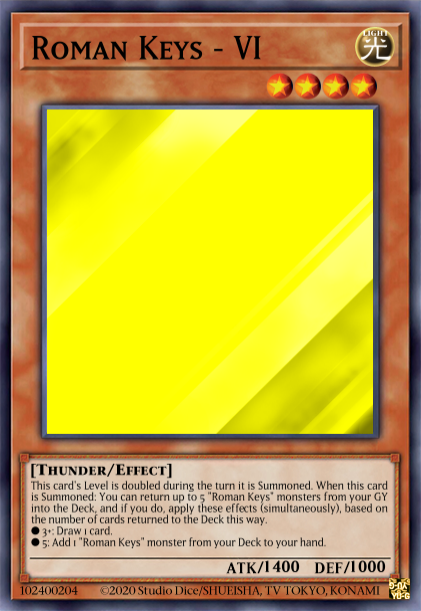 Roman Keys - VI
LIGHT
光
[Thunder/Effect]
This card's Level is doubled during the turn it is Summoned. When this card
is Summoned: You can return up to 5 "Roman Keys" monsters from your GY
into the Deck, and if you do, apply these effects (simultaneously), based on
the number of cards returned to the Deck this way.
● 3+: Draw 1 card.
● 5: Add 1 "Roman Keys" monster from your Deck to your hand.
ATK/1400 DEF/1000
102400204 ©2020 Studio Dice/SHUEISHA, TV TOKYO, KONAMI